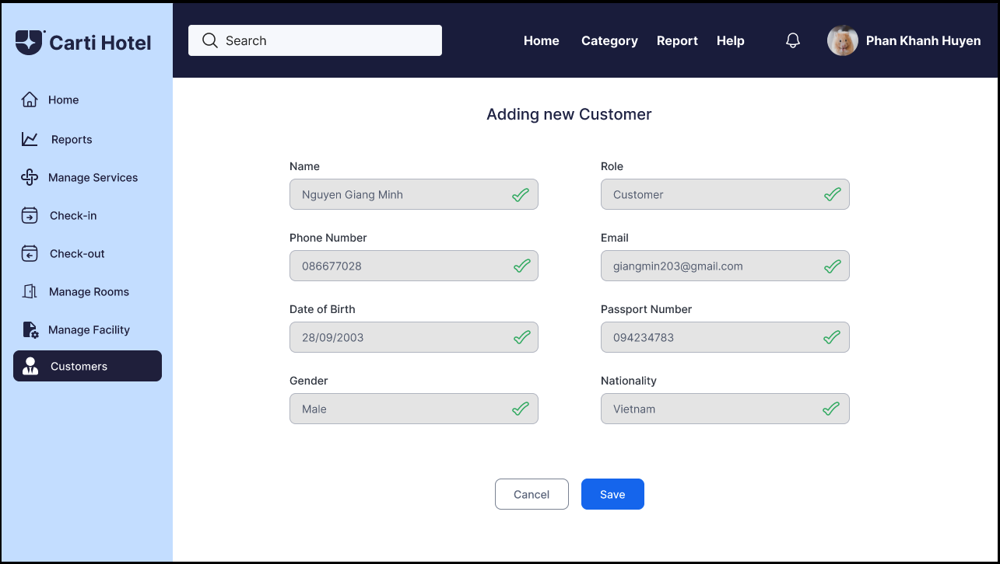 Carti Hotel
Search
Home Category Report Help
Phan Khanh Huyen
Home
Reports
Manage Services
Check-in
Check-out
Manage Rooms
Manage Facility
Customers
Adding new Customer
Name
Nguyen Giang Minh
Role
Customer
Phone Number
086677028
Email
giangmin203@gmail.com
Date of Birth
28/09/2003
Passport Number
094234783
Gender
Male
Nationality
Vietnam
Cancel
Save